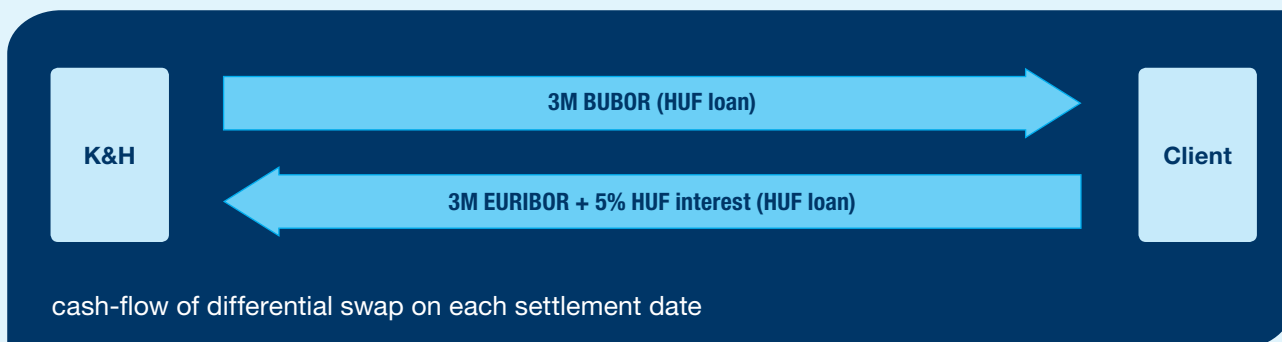 3M BUBOR (HUF loan)
K&H
Client
3M EURIBOR + 5% HUF interest (HUF loan)
cash-flow of differential swap on each settlement date